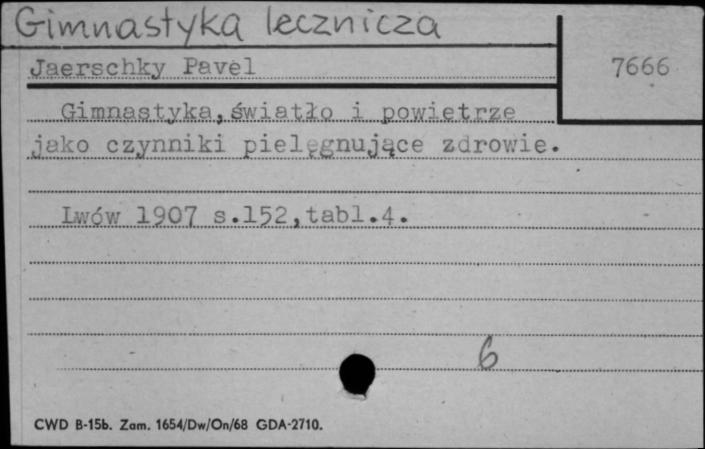 Gimnastyka lecznicza
Jaerschky Pavel
7666
Gimnastyka,światło i powietrze
jako czynniki pielęgnujące zdrowie.
Lwów 1907 s.152,tabl.4.
6
CWD B-15b. Zam. 1654/Dw/On/68 GDA-2710.